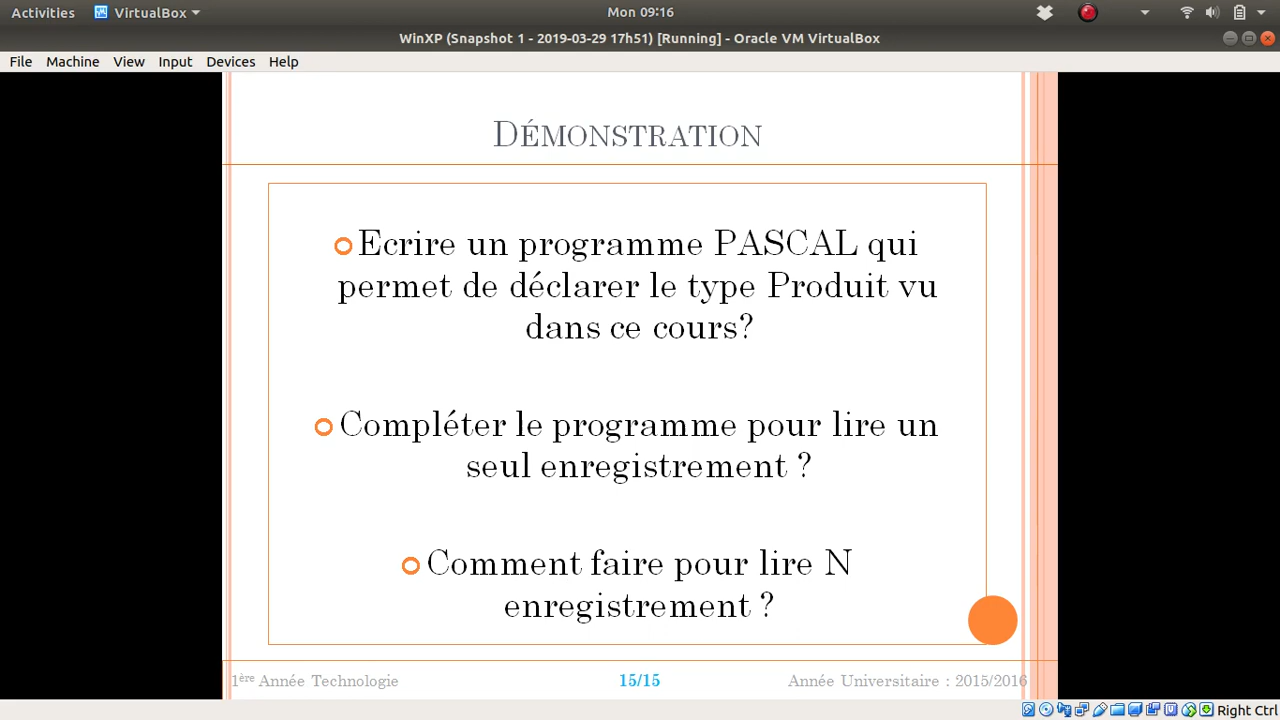 Activities VirtualBox Mon 09:16
WinXP (Snapshot 1 - 2019-03-29 17h51) [Running] - Oracle VM VirtualBox
File Machine View Input Devices Help
DÉMONSTRATION
Ecrire un programme PASCAL qui
permet de déclarer le type Produit vu
dans ce cours?
Compléter le programme pour lire un
seul enregistrement ?
Comment faire pour lire N
enregistrement ?
1ère Année Technologie 15/15 Année Universitaire : 2015/2016
Right Ctrl